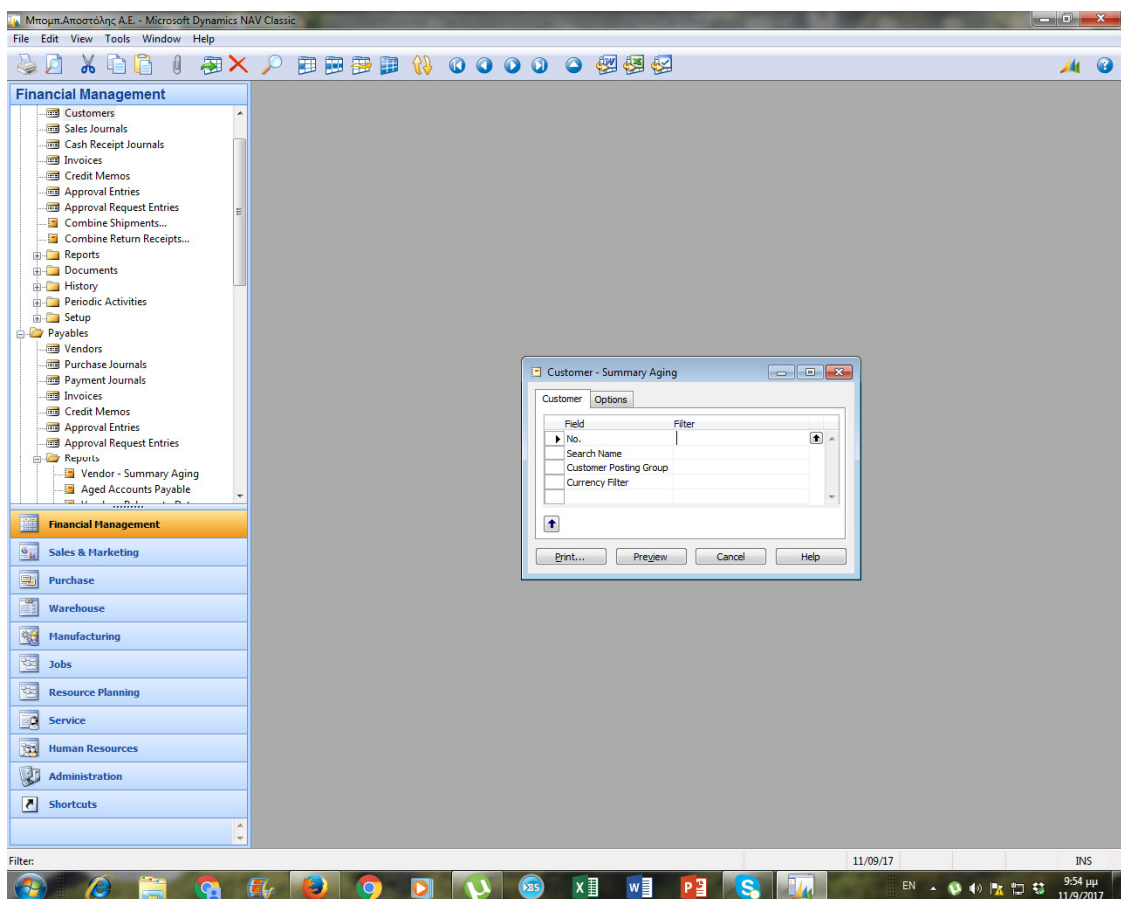 Μπομπ.Αποστόλης Α.Ε. - Microsoft Dynamics NAV Classic
File Edit View Tools Window Help
Financial Management
Customers
Sales Journals
Cash Receipt Journals
Invoices
Credit Memos
Approval Entries
Approval Request Entries
Combine Shipments...
Combine Return Receipts...
Reports
Documents
History
Periodic Activities
Setup
Payables
Vendors
Purchase Journals
Payment Journals
Invoices
Credit Memos
Approval Entries
Approval Request Entries
Reports
Vendor - Summary Aging
Aged Accounts Payable
Financial Management
Sales & Marketing
Purchase
Warehouse
Manufacturing
Jobs
Resource Planning
Service
Human Resources
Administration
Shortcuts
Customer - Summary Aging
Customer Options
Field Filter
No.
Search Name
Customer Posting Group
Currency Filter
Print... Preview Cancel Help
Filter: 11/09/17 INS
EN 9:54 μμ
11/9/2017